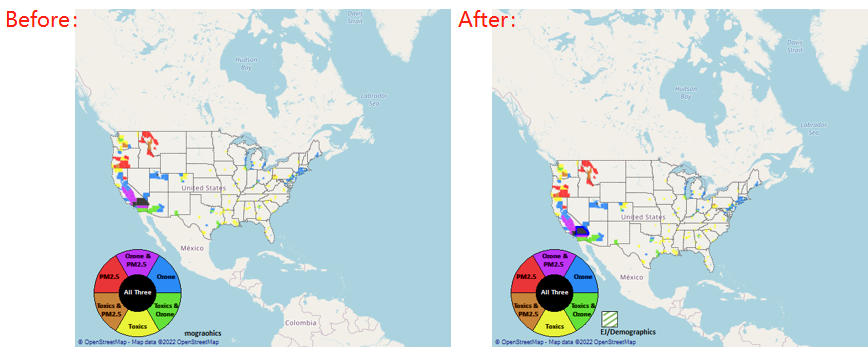 Before:
After:
Davis
Strait
Hudson
Bay
Labrador
Sea
United States
México
Colombia
Ozone &
PM2.5
PM2.5
Ozone
All Three
Toxics &
PM2.5
Toxics &
Ozone
Toxics
mographics
© OpenStreetMap - Map data ©2022 OpenStreetMap
Davis
Strait
Hudson
Bay
Labrador
Sea
United States
México
Ozone &
PM2.5
PM2.5
Ozone
All Three
Toxics &
PM2.5
Toxics &
Ozone
Toxics
EJ/Demographics
© OpenStreetMap - Map data ©2022 OpenStreetMap